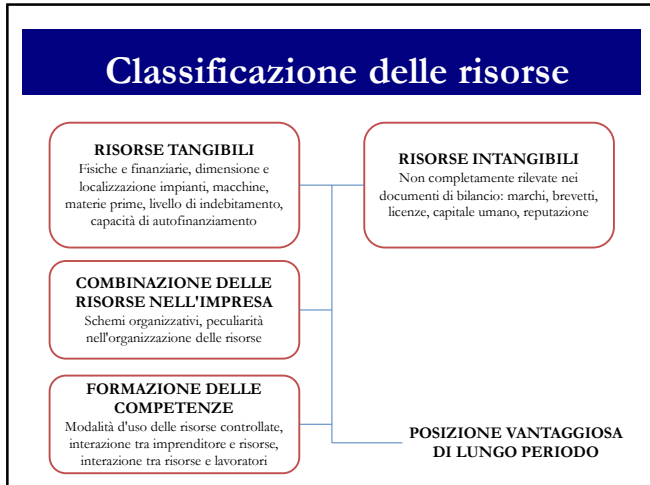 Classificazione delle risorse
RISORSE TANGIBILI
Fisiche e finanziarie, dimensione e
localizzazione impianti, macchine,
materie prime, livello di indebitamento,
capacità di autofinanziamento
RISORSE INTANGIBILI
Non completamente rilevate nei
documenti di bilancio: marchi, brevetti,
licenze, capitale umano, reputazione
COMBINAZIONE DELLE
RISORSE NELL'IMPRESA
Schemi organizzativi, peculiarità
nell'organizzazione delle risorse
FORMAZIONE DELLE
COMPETENZE
Modalità d'uso delle risorse controllate,
interazione tra imprenditore e risorse,
interazione tra risorse e lavoratori
POSIZIONE VANTAGGIOSA
DI LUNGO PERIODO